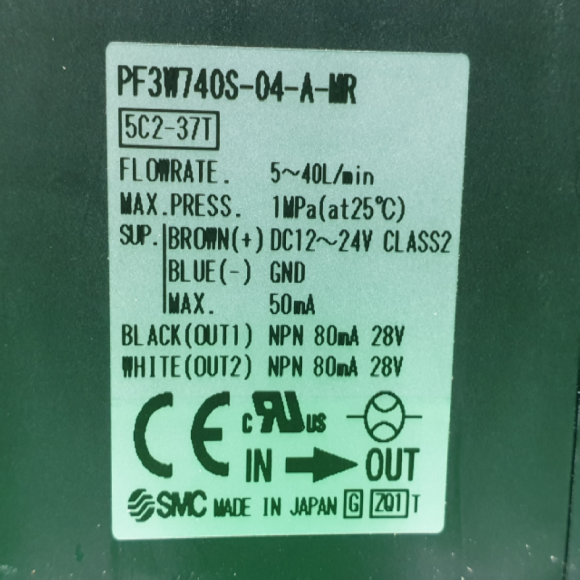 PF3W740S-04-A-MR
5C2-37T
FLOWRATE. 5~40L/min
MAX.PRESS. 1MPa(at25℃)
SUP. BROWN(+) DC12~24V CLASS2
BLUE(-) GND
MAX. 50mA
BLACK(OUT1) NPN 80mA 28V
WHITE(OUT2) NPN 80mA 28V
CE c RU us
IN OUT
SMC MADE IN JAPAN G ZQ1 T